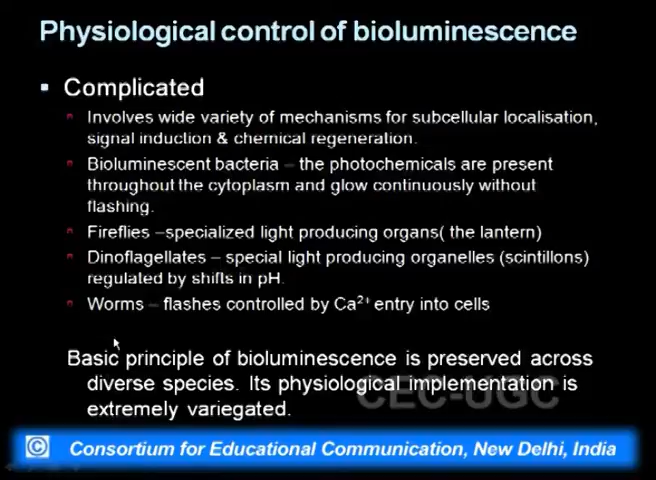 Physiological control of bioluminescence
Complicated
Involves wide variety of mechanisms for subcellular localisation,
signal induction & chemical regeneration.
Bioluminescent bacteria – the photochemicals are present
throughout the cytoplasm and glow continuously without
flashing.
Fireflies –specialized light producing organs( the lantern)
Dinoflagellates – special light producing organelles (scintillons)
regulated by shifts in pH.
Worms – flashes controlled by Ca²⁺ entry into cells
Basic principle of bioluminescence is preserved across
diverse species. Its physiological implementation is
extremely variegated.
CEC-UGC
© Consortium for Educational Communication, New Delhi, India